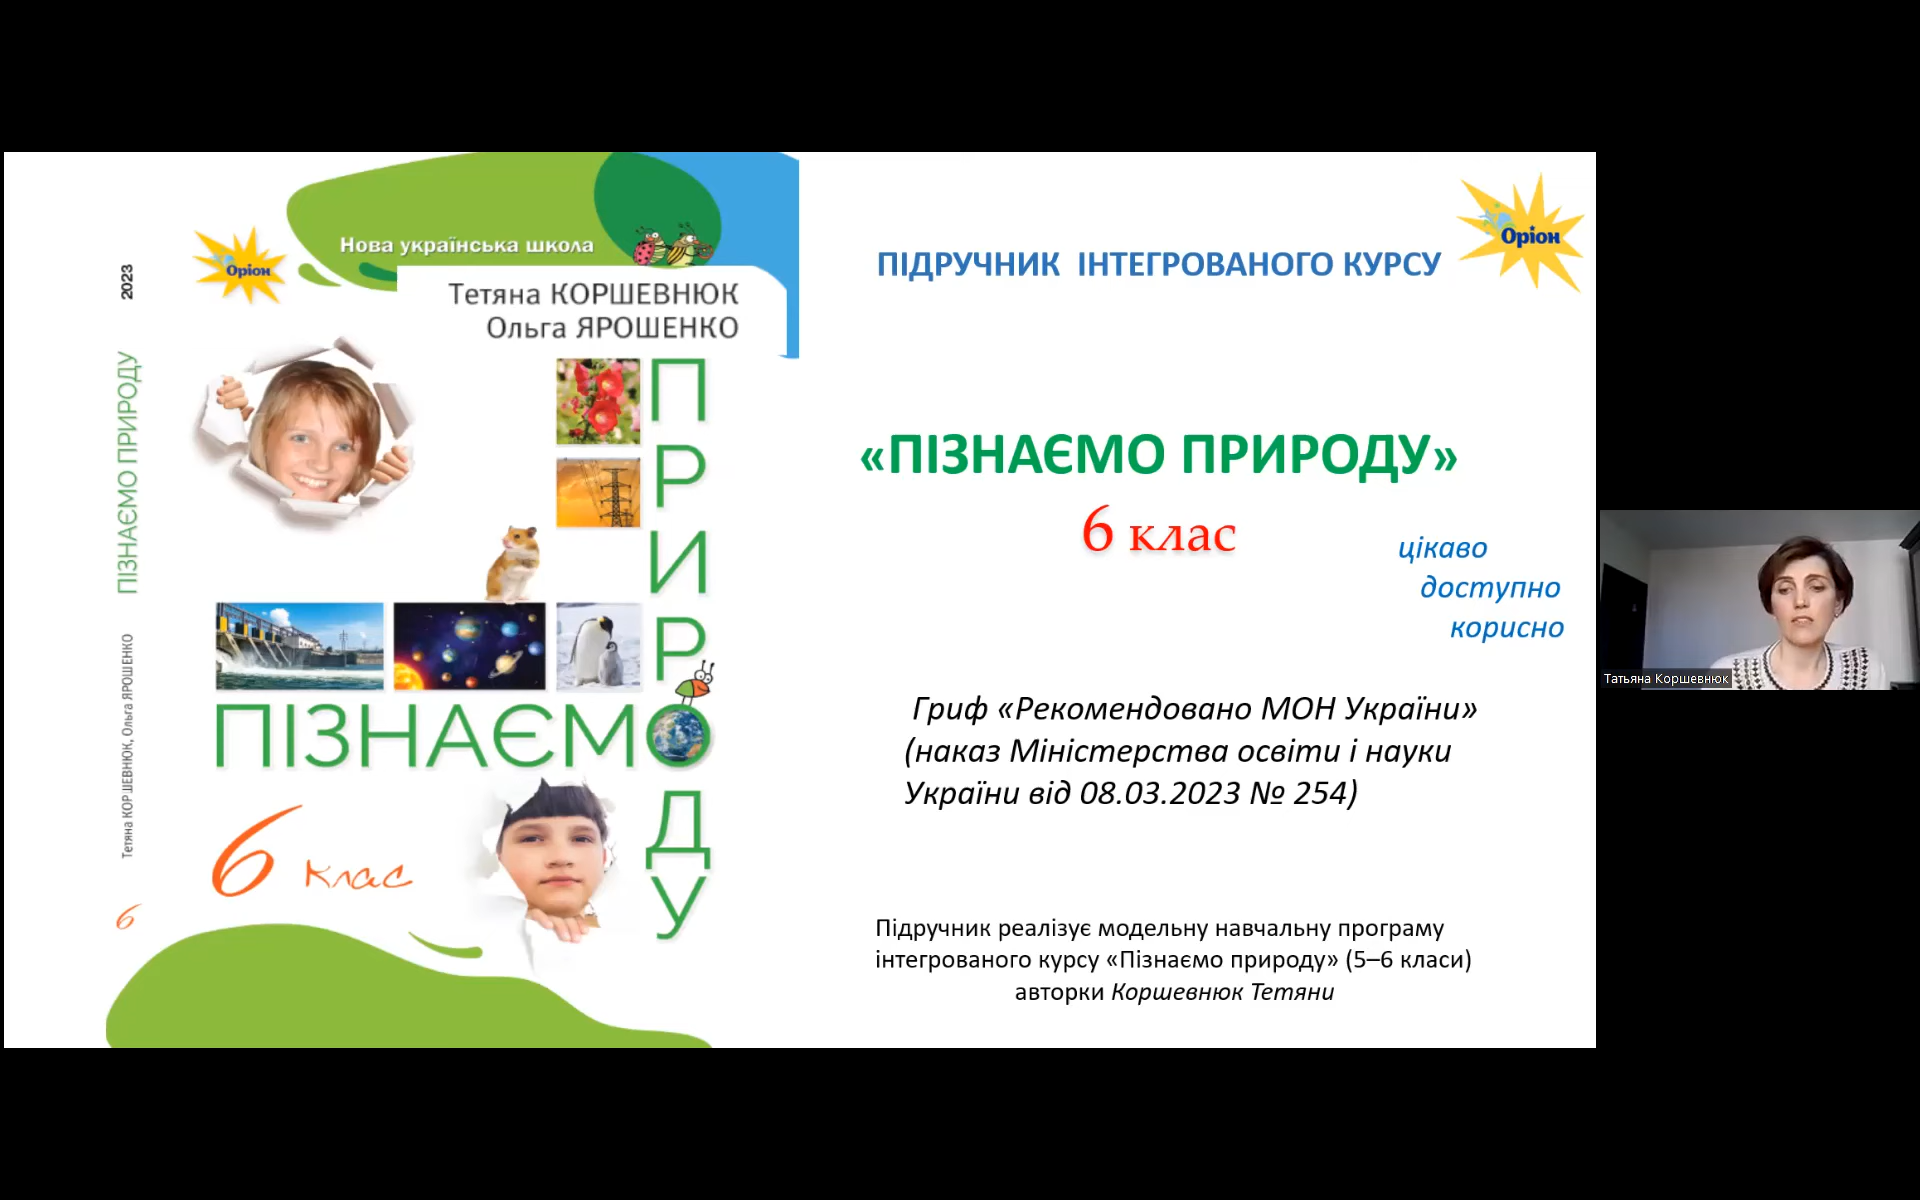 2023
ПІЗНАЄМО ПРИРОДУ
Тетяна КОРШЕВНЮК, Ольга ЯРОШЕНКО
6
Оріон
Нова українська школа
Тетяна КОРШЕВНЮК
Ольга ЯРОШЕНКО
ПІЗНАЄМО
ПРИРОДУ
6 клас
Оріон
ПІДРУЧНИК ІНТЕГРОВАНОГО КУРСУ
«ПІЗНАЄМО ПРИРОДУ»
6 клас
цікаво
доступно
корисно
Гриф «Рекомендовано МОН України»
(наказ Міністерства освіти і науки
України від 08.03.2023 № 254)
Підручник реалізує модельну навчальну програму
інтегрованого курсу «Пізнаємо природу» (5–6 класи)
авторки Коршевнюк Тетяни
Татьяна Коршевнюк